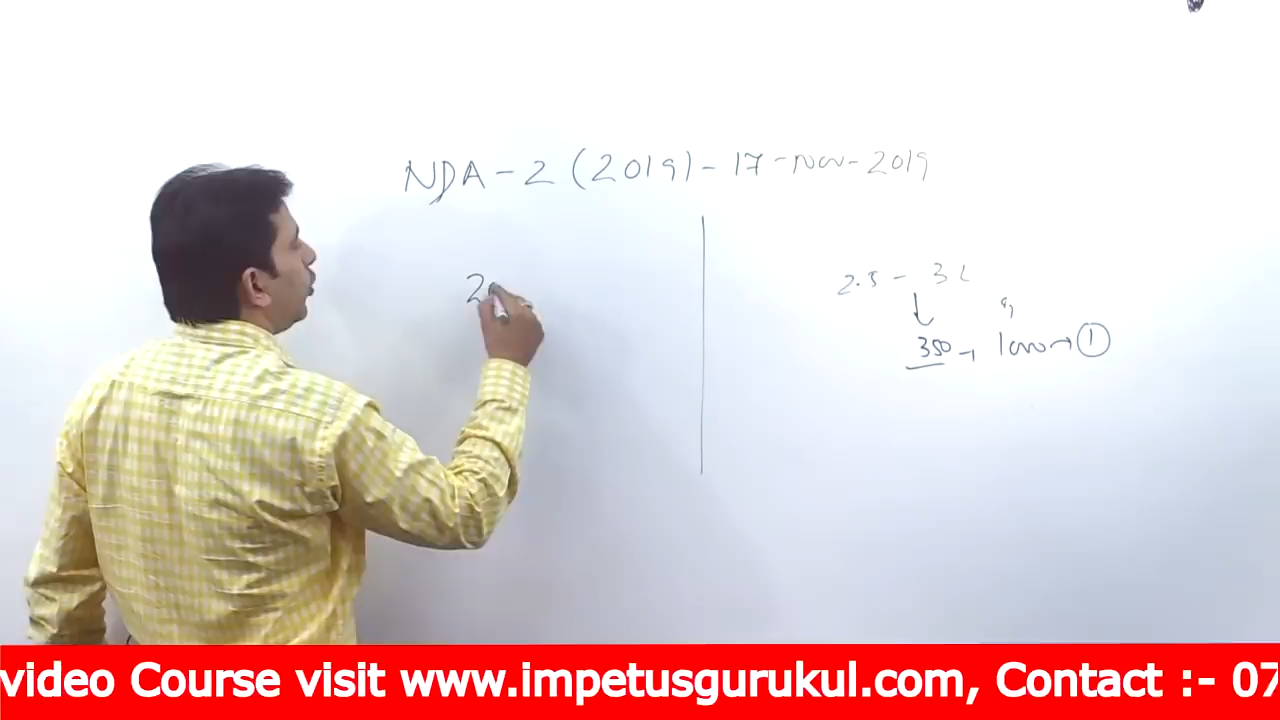 NDA - 2 (2019) - 17 - Nov - 2019
2.5 - 3 L
350 → 1000 → 1
2
video Course visit www.impetusgurukul.com, Contact :- 07